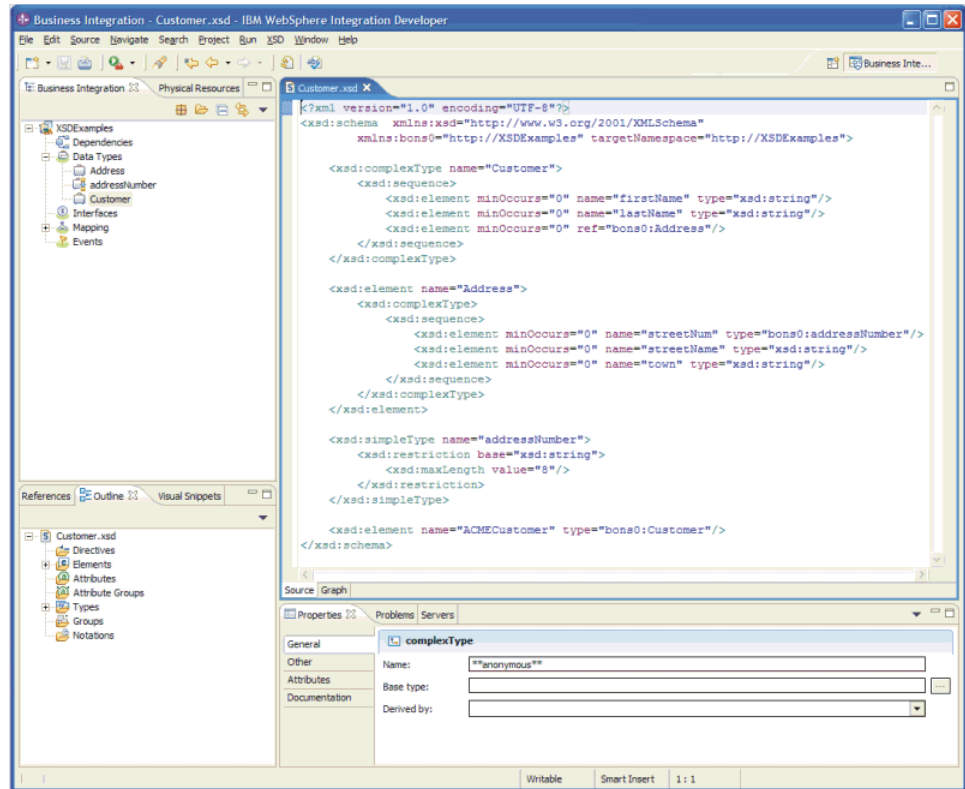 Business Integration - Customer.xsd - IBM WebSphere Integration Developer
File Edit Source Navigate Search Project Run XSD Window Help
Business Inte...
Business Integration Physical Resources
XSDExamples
Dependencies
Data Types
Address
addressNumber
Customer
Interfaces
Mapping
Events
Customer.xsd
<?xml version="1.0" encoding="UTF-8"?>
<xsd:schema xmlns:xsd="http://www.w3.org/2001/XMLSchema"
xmlns:bons0="http://XSDExamples" targetNamespace="http://XSDExamples">
<xsd:complexType name="Customer">
<xsd:sequence>
<xsd:element minOccurs="0" name="firstName" type="xsd:string"/>
<xsd:element minOccurs="0" name="lastName" type="xsd:string"/>
<xsd:element minOccurs="0" ref="bons0:Address"/>
</xsd:sequence>
</xsd:complexType>
<xsd:element name="Address">
<xsd:complexType>
<xsd:sequence>
<xsd:element minOccurs="0" name="streetNum" type="bons0:addressNumber"/>
<xsd:element minOccurs="0" name="streetName" type="xsd:string"/>
<xsd:element minOccurs="0" name="town" type="xsd:string"/>
</xsd:sequence>
</xsd:complexType>
</xsd:element>
<xsd:simpleType name="addressNumber">
<xsd:restriction base="xsd:string">
<xsd:maxLength value="8"/>
</xsd:restriction>
</xsd:simpleType>
<xsd:element name="ACMECustomer" type="bons0:Customer"/>
</xsd:schema>
Source Graph
References Outline Visual Snippets
Customer.xsd
Directives
Elements
Attributes
Attribute Groups
Types
Groups
Notations
Properties Problems Servers
General
Other
Attributes
Documentation
complexType
Name: **anonymous**
Base type:
Derived by:
Writable Smart Insert 1 : 1